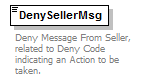 DenySellerMsg
Deny Message From Seller,
related to Deny Code
indicating an Action to be
taken.